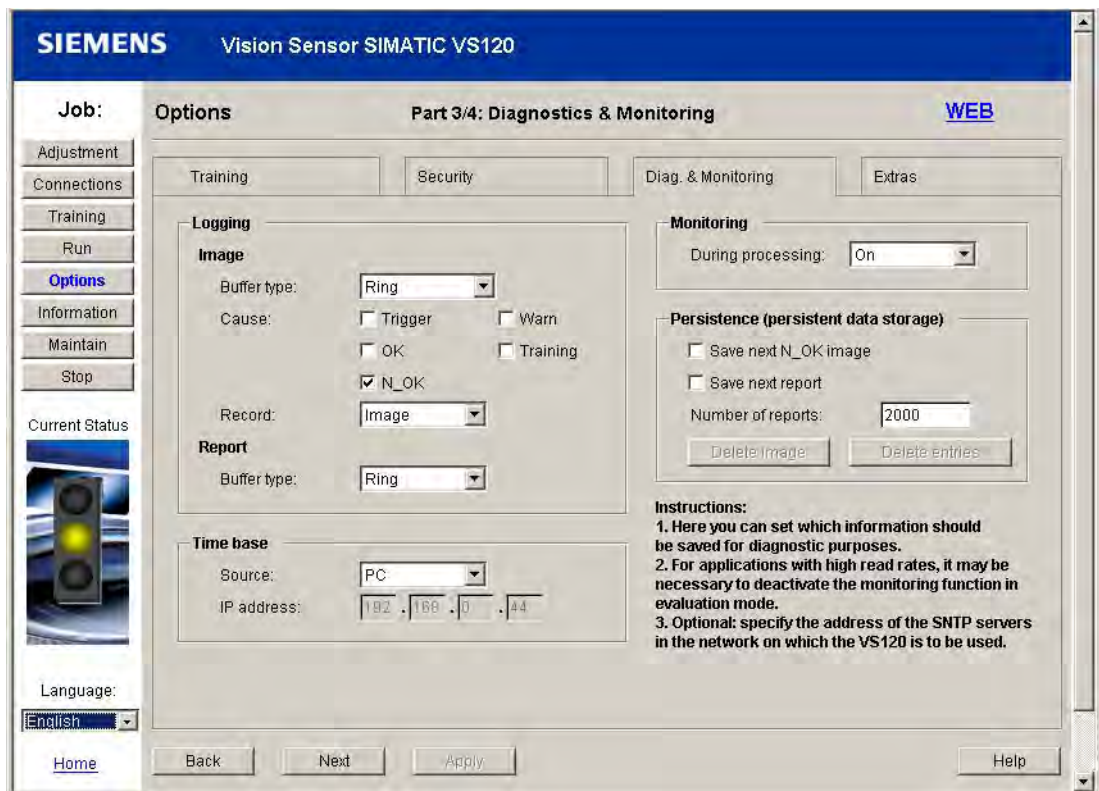 SIEMENS Vision Sensor SIMATIC VS120
Job:
Adjustment
Connections
Training
Run
Options
Information
Maintain
Stop
Current Status
Language:
English
Home
Options Part 3/4: Diagnostics & Monitoring WEB
Training Security Diag. & Monitoring Extras
Logging
Image
Buffer type: Ring
Cause: Trigger Warn
OK Training
N_OK
Record: Image
Report
Buffer type: Ring
Time base
Source: PC
IP address: 192 . 168 . 0 . 44
Monitoring
During processing: On
Persistence (persistent data storage)
Save next N_OK image
Save next report
Number of reports: 2000
Delete image Delete entries
Instructions:
1. Here you can set which information should
be saved for diagnostic purposes.
2. For applications with high read rates, it may be
necessary to deactivate the monitoring function in
evaluation mode.
3. Optional: specify the address of the SNTP servers
in the network on which the VS120 is to be used.
Back Next Apply Help